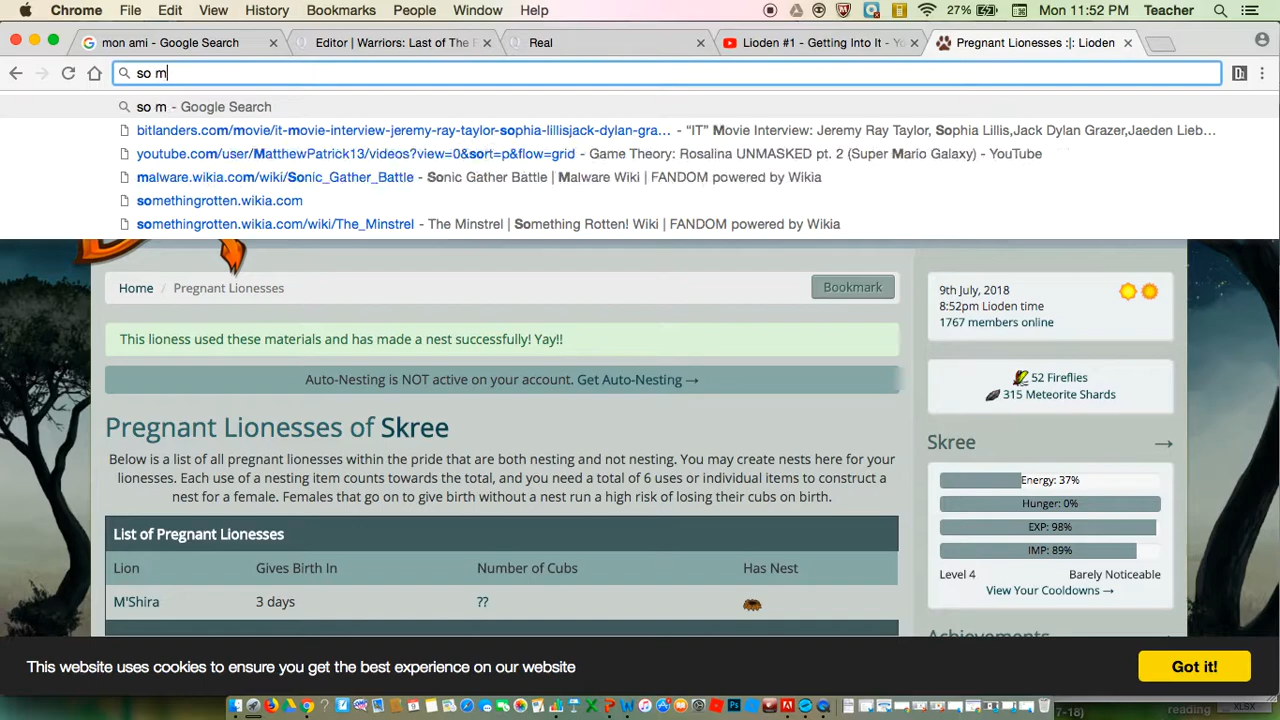 Chrome File Edit View History Bookmarks People Window Help 27% Mon 11:52 PM Teacher
mon ami - Google Search Editor | Warriors: Last of The F Real Lioden #1 - Getting Into It - Yo Pregnant Lionesses :|: Lioden
so m
so m - Google Search
bitlanders.com/movie/it-movie-interview-jeremy-ray-taylor-sophia-lillisjack-dylan-gra... - "IT" Movie Interview: Jeremy Ray Taylor, Sophia Lillis,Jack Dylan Grazer,Jaeden Lieb...
youtube.com/user/MatthewPatrick13/videos?view=0&sort=p&flow=grid - Game Theory: Rosalina UNMASKED pt. 2 (Super Mario Galaxy) - YouTube
malware.wikia.com/wiki/Sonic_Gather_Battle - Sonic Gather Battle | Malware Wiki | FANDOM powered by Wikia
somethingrotten.wikia.com
somethingrotten.wikia.com/wiki/The_Minstrel - The Minstrel | Something Rotten! Wiki | FANDOM powered by Wikia
Home / Pregnant Lionesses Bookmark
This lioness used these materials and has made a nest successfully! Yay!!
Auto-Nesting is NOT active on your account. Get Auto-Nesting →
Pregnant Lionesses of Skree
Below is a list of all pregnant lionesses within the pride that are both nesting and not nesting. You may create nests here for your
lionesses. Each use of a nesting item counts towards the total, and you need a total of 6 uses or individual items to construct a
nest for a female. Females that go on to give birth without a nest run a high risk of losing their cubs on birth.
List of Pregnant Lionesses
Lion Gives Birth In Number of Cubs Has Nest
M'Shira 3 days ??
9th July, 2018
8:52pm Lioden time
1767 members online
52 Fireflies
315 Meteorite Shards
Skree →
Energy: 37%
Hunger: 0%
EXP: 98%
IMP: 89%
Level 4 Barely Noticeable
View Your Cooldowns →
Achievements
This website uses cookies to ensure you get the best experience on our website Got it!
7-18) reading XLSX